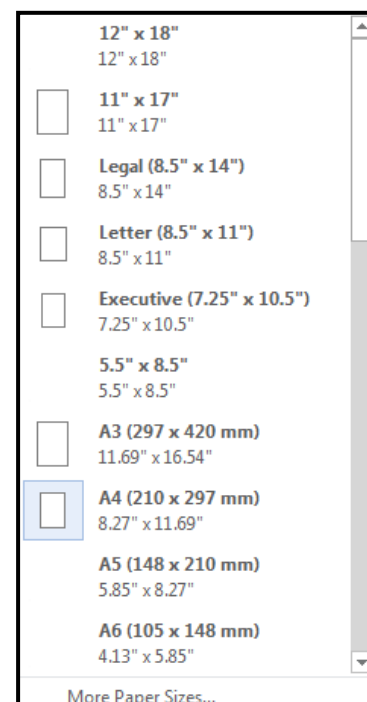 12" x 18"
12" x 18"
11" x 17"
11" x 17"
Legal (8.5" x 14")
8.5" x 14"
Letter (8.5" x 11")
8.5" x 11"
Executive (7.25" x 10.5")
7.25" x 10.5"
5.5" x 8.5"
5.5" x 8.5"
A3 (297 x 420 mm)
11.69" x 16.54"
A4 (210 x 297 mm)
8.27" x 11.69"
A5 (148 x 210 mm)
5.85" x 8.27"
A6 (105 x 148 mm)
4.13" x 5.85"
More Paper Sizes...